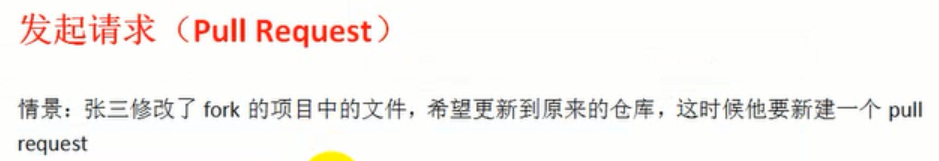 发起请求（Pull Request）
情景：张三修改了 fork 的项目中的文件，希望更新到原来的仓库，这时候他要新建一个 pull
request